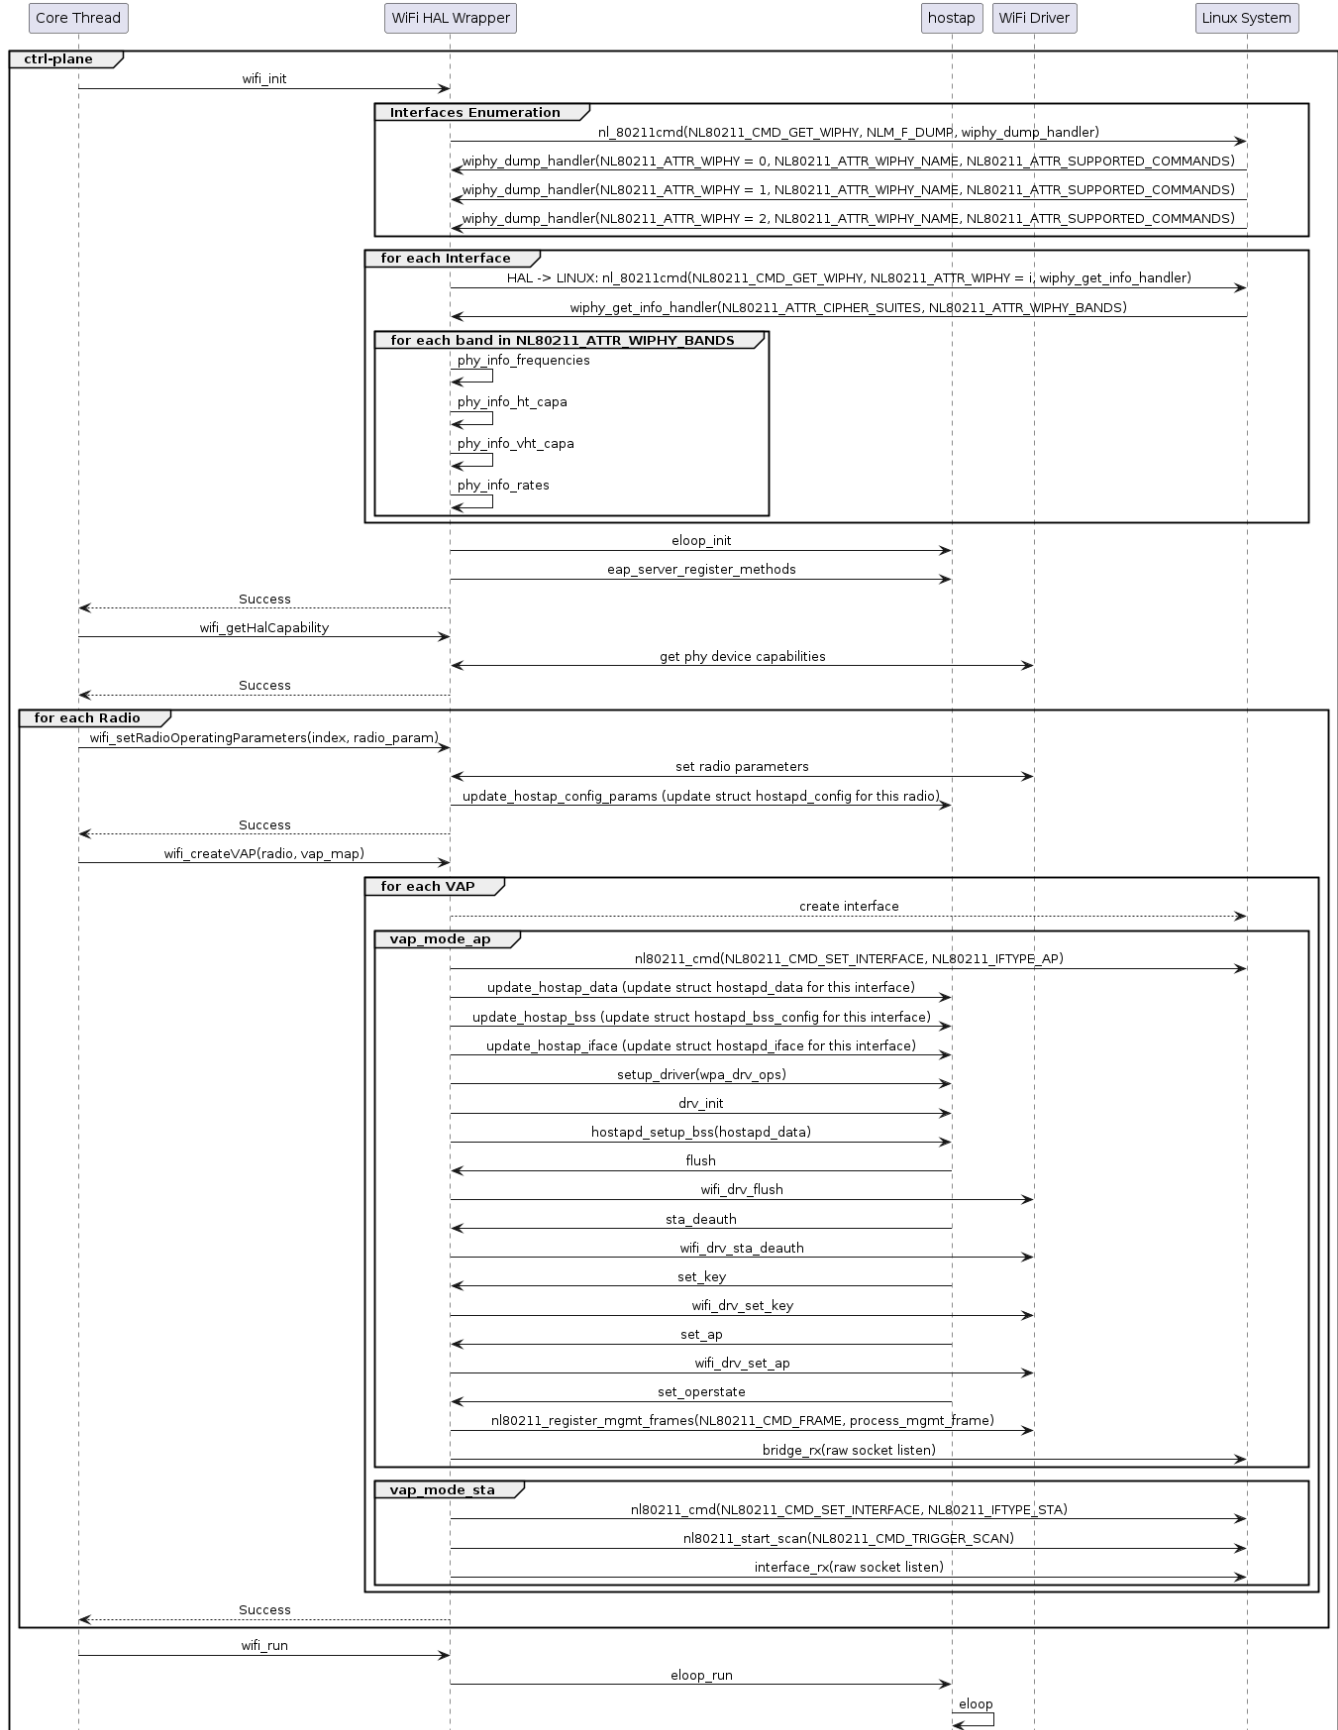 Core Thread
WiFi HAL Wrapper
hostap
WiFi Driver
Linux System
ctrl-plane
wifi_init
Interfaces Enumeration
nl_80211cmd(NL80211_CMD_GET_WIPHY, NLM_F_DUMP, wiphy_dump_handler)
wiphy_dump_handler(NL80211_ATTR_WIPHY = 0, NL80211_ATTR_WIPHY_NAME, NL80211_ATTR_SUPPORTED_COMMANDS)
wiphy_dump_handler(NL80211_ATTR_WIPHY = 1, NL80211_ATTR_WIPHY_NAME, NL80211_ATTR_SUPPORTED_COMMANDS)
wiphy_dump_handler(NL80211_ATTR_WIPHY = 2, NL80211_ATTR_WIPHY_NAME, NL80211_ATTR_SUPPORTED_COMMANDS)
for each Interface
HAL -> LINUX: nl_80211cmd(NL80211_CMD_GET_WIPHY, NL80211_ATTR_WIPHY = i, wiphy_get_info_handler)
wiphy_get_info_handler(NL80211_ATTR_CIPHER_SUITES, NL80211_ATTR_WIPHY_BANDS)
for each band in NL80211_ATTR_WIPHY_BANDS
phy_info_frequencies
phy_info_ht_capa
phy_info_vht_capa
phy_info_rates
eloop_init
eap_server_register_methods
Success
wifi_getHalCapability
get phy device capabilities
Success
for each Radio
wifi_setRadioOperatingParameters(index, radio_param)
set radio parameters
update_hostap_config_params (update struct hostapd_config for this radio)
Success
wifi_createVAP(radio, vap_map)
for each VAP
create interface
vap_mode_ap
nl80211_cmd(NL80211_CMD_SET_INTERFACE, NL80211_IFTYPE_AP)
update_hostap_data (update struct hostapd_data for this interface)
update_hostap_bss (update struct hostapd_bss_config for this interface)
update_hostap_iface (update struct hostapd_iface for this interface)
setup_driver(wpa_drv_ops)
drv_init
hostapd_setup_bss(hostapd_data)
flush
wifi_drv_flush
sta_deauth
wifi_drv_sta_deauth
set_key
wifi_drv_set_key
set_ap
wifi_drv_set_ap
set_operstate
nl80211_register_mgmt_frames(NL80211_CMD_FRAME, process_mgmt_frame)
bridge_rx(raw socket listen)
vap_mode_sta
nl80211_cmd(NL80211_CMD_SET_INTERFACE, NL80211_IFTYPE_STA)
nl80211_start_scan(NL80211_CMD_TRIGGER_SCAN)
interface_rx(raw socket listen)
Success
wifi_run
eloop_run
eloop